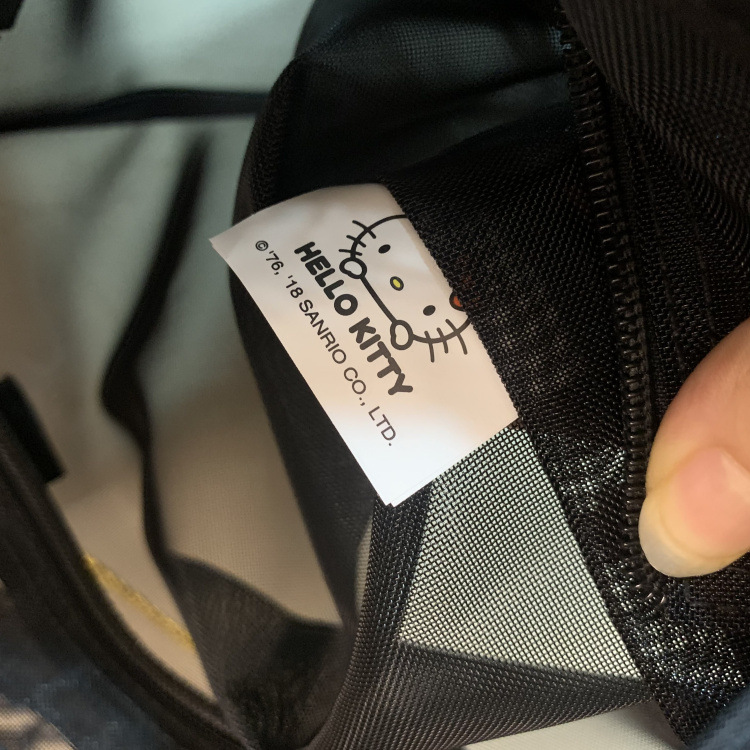 HELLO KITTY
© '76, '18 SANRIO CO., LTD.